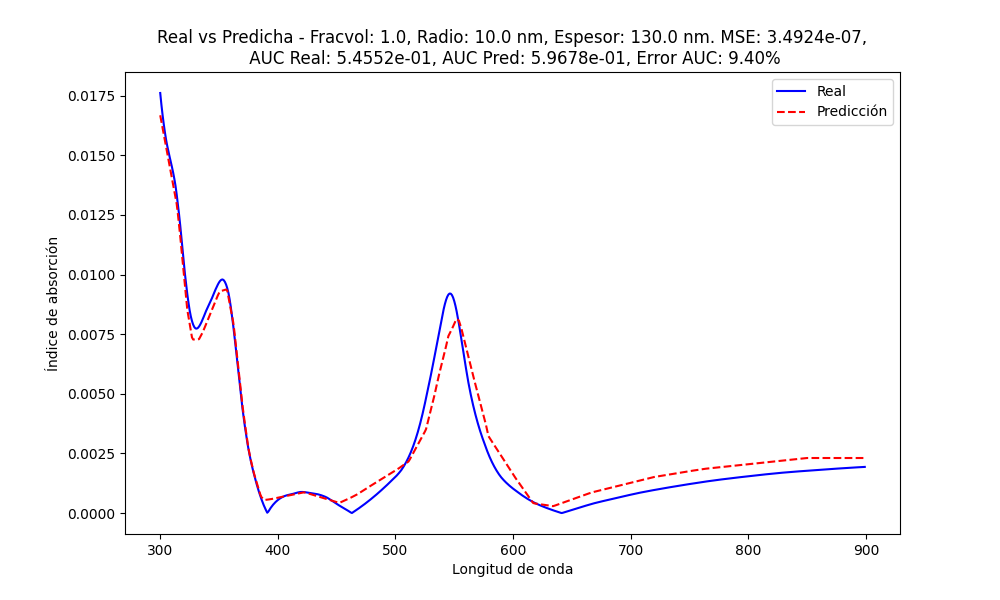 Real vs Predicha - Fracvol: 1.0, Radio: 10.0 nm, Espesor: 130.0 nm. MSE: 3.4924e-07,
AUC Real: 5.4552e-01, AUC Pred: 5.9678e-01, Error AUC: 9.40%
Real
Predicción
Índice de absorción
0.0175
0.0150
0.0125
0.0100
0.0075
0.0050
0.0025
0.0000
300 400 500 600 700 800 900
Longitud de onda